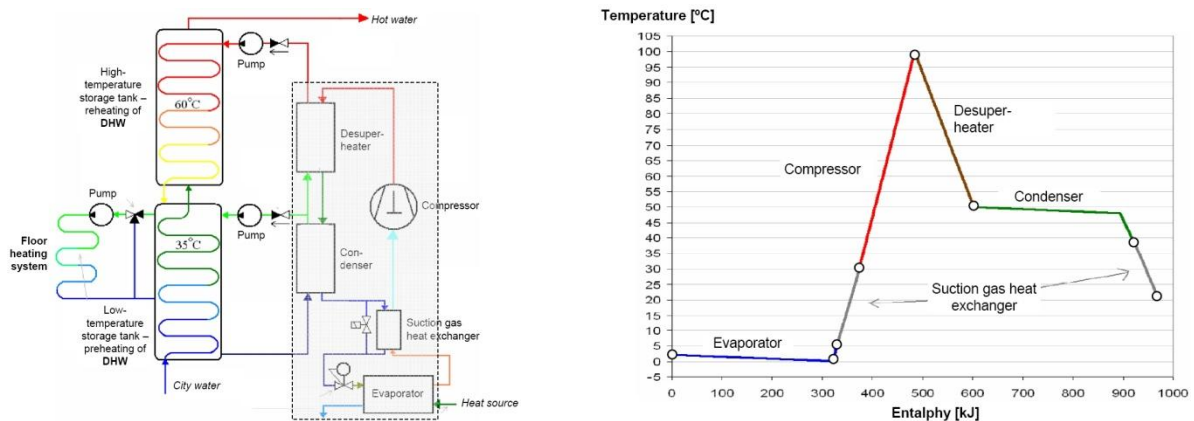 Hot water
Pump
High-
temperature
storage tank –
reheating of
DHW
60°C
Desuper-
heater
Compressor
Pump
Floor
heating
system
35°C
Pump
Con-
denser
Low-
temperature
storage tank –
preheating of
DHW
Suction gas
heat exchanger
City water
Evaporator
Heat source
Temperature [ºC]
105
100
95
90
85
80
75
70
65
60
55
50
45
40
35
30
25
20
15
10
5
0
-5
Desuper-
heater
Compressor
Condenser
Suction gas heat
exchanger
Evaporator
0
100
200
300
400
500
600
700
800
900
1000
Entalphy [kJ]